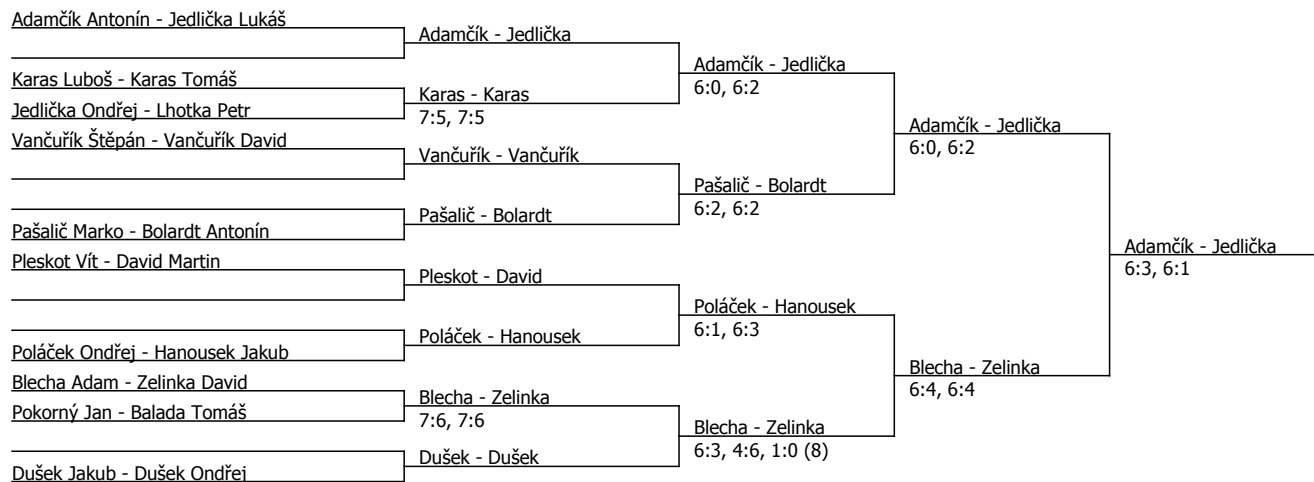 Adamčík Antonín - Jedlička Lukáš
Adamčík - Jedlička
Karas Luboš - Karas Tomáš
Jedlička Ondřej - Lhotka Petr
Karas - Karas
7:5, 7:5
Adamčík - Jedlička
6:0, 6:2
Vančuřík Štěpán - Vančuřík David
Vančuřík - Vančuřík
Pašalič Marko - Bolardt Antonín
Pašalič - Bolardt
Pašalič - Bolardt
6:2, 6:2
Adamčík - Jedlička
6:0, 6:2
Pleskot Vít - David Martin
Pleskot - David
Poláček Ondřej - Hanousek Jakub
Poláček - Hanousek
Poláček - Hanousek
6:1, 6:3
Blecha Adam - Zelinka David
Pokorný Jan - Balada Tomáš
Blecha - Zelinka
7:6, 7:6
Dušek Jakub - Dušek Ondřej
Dušek - Dušek
Blecha - Zelinka
6:3, 4:6, 1:0 (8)
Blecha - Zelinka
6:4, 6:4
Adamčík - Jedlička
6:3, 6:1